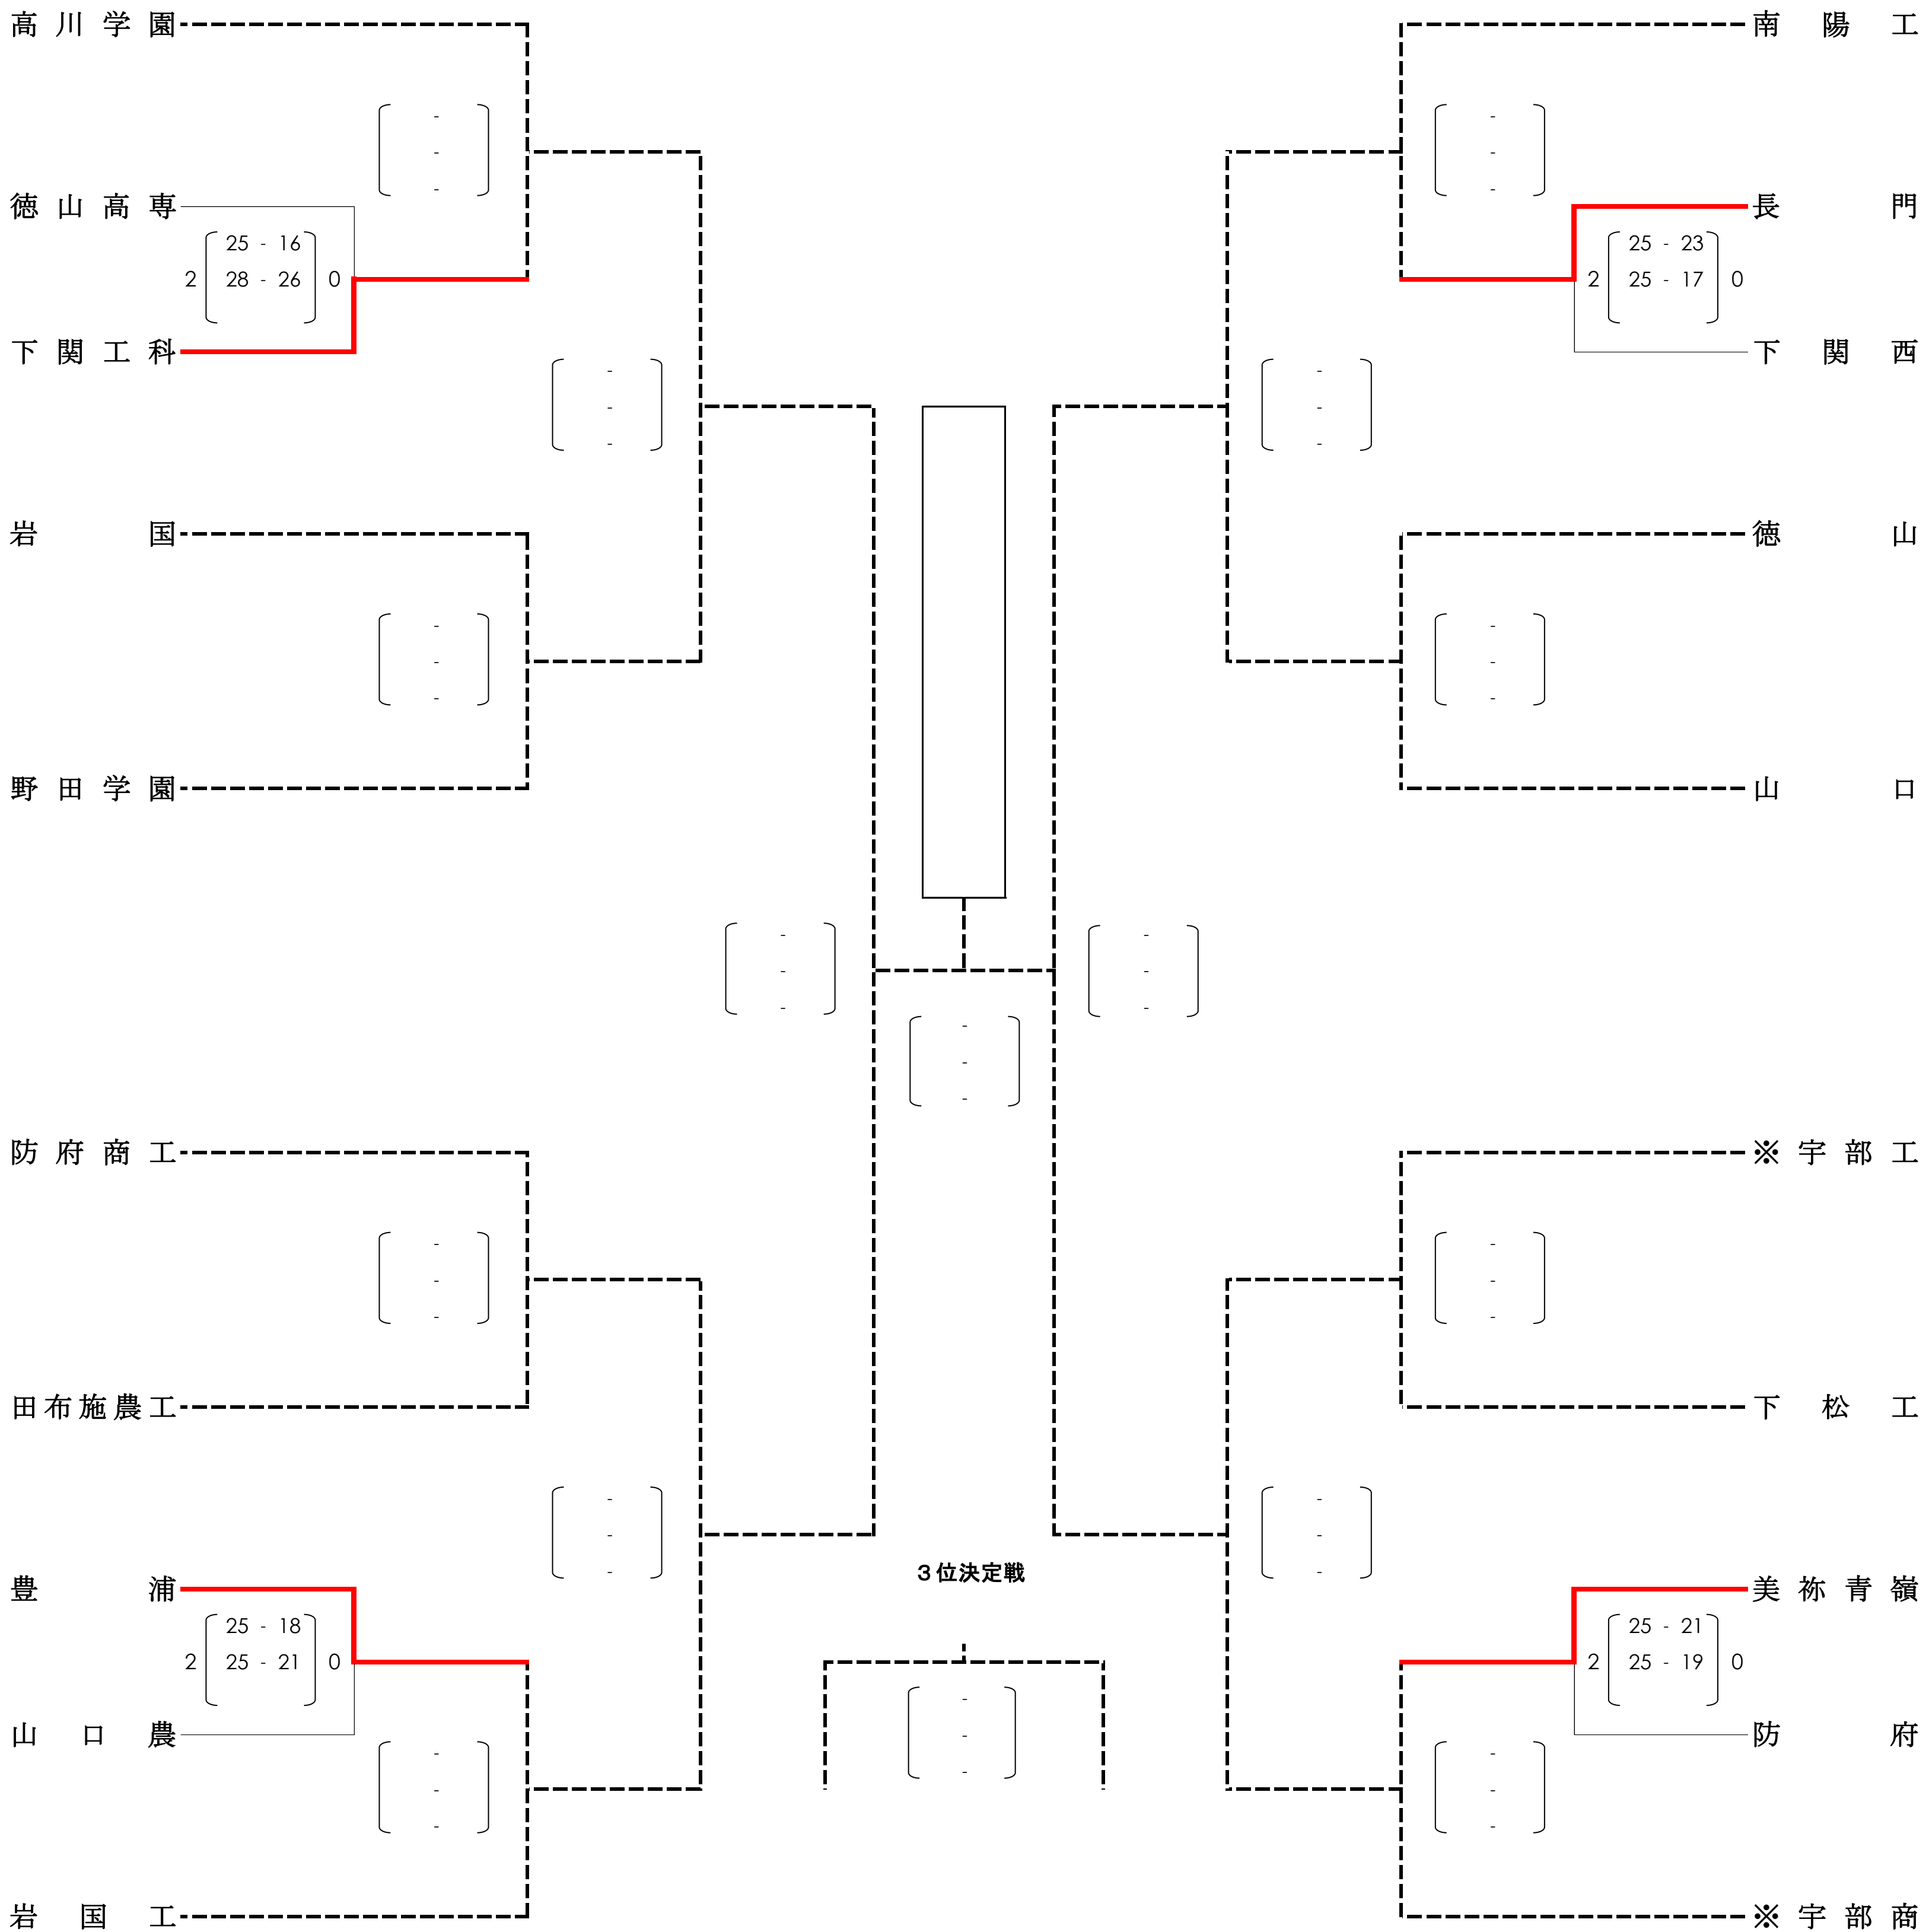 高川学園
徳山高専
25 - 16
2 28 - 26 0
下関工科
岩国
野田学園
防府商工
田布施農工
豊浦
25 - 18
2 25 - 21 0
山口農
岩国工
3位決定戦
南陽工
長門
25 - 23
2 25 - 17 0
下関西
徳山
山口
※宇部工
下松工
美祢青嶺
25 - 21
2 25 - 19 0
防府
※宇部商